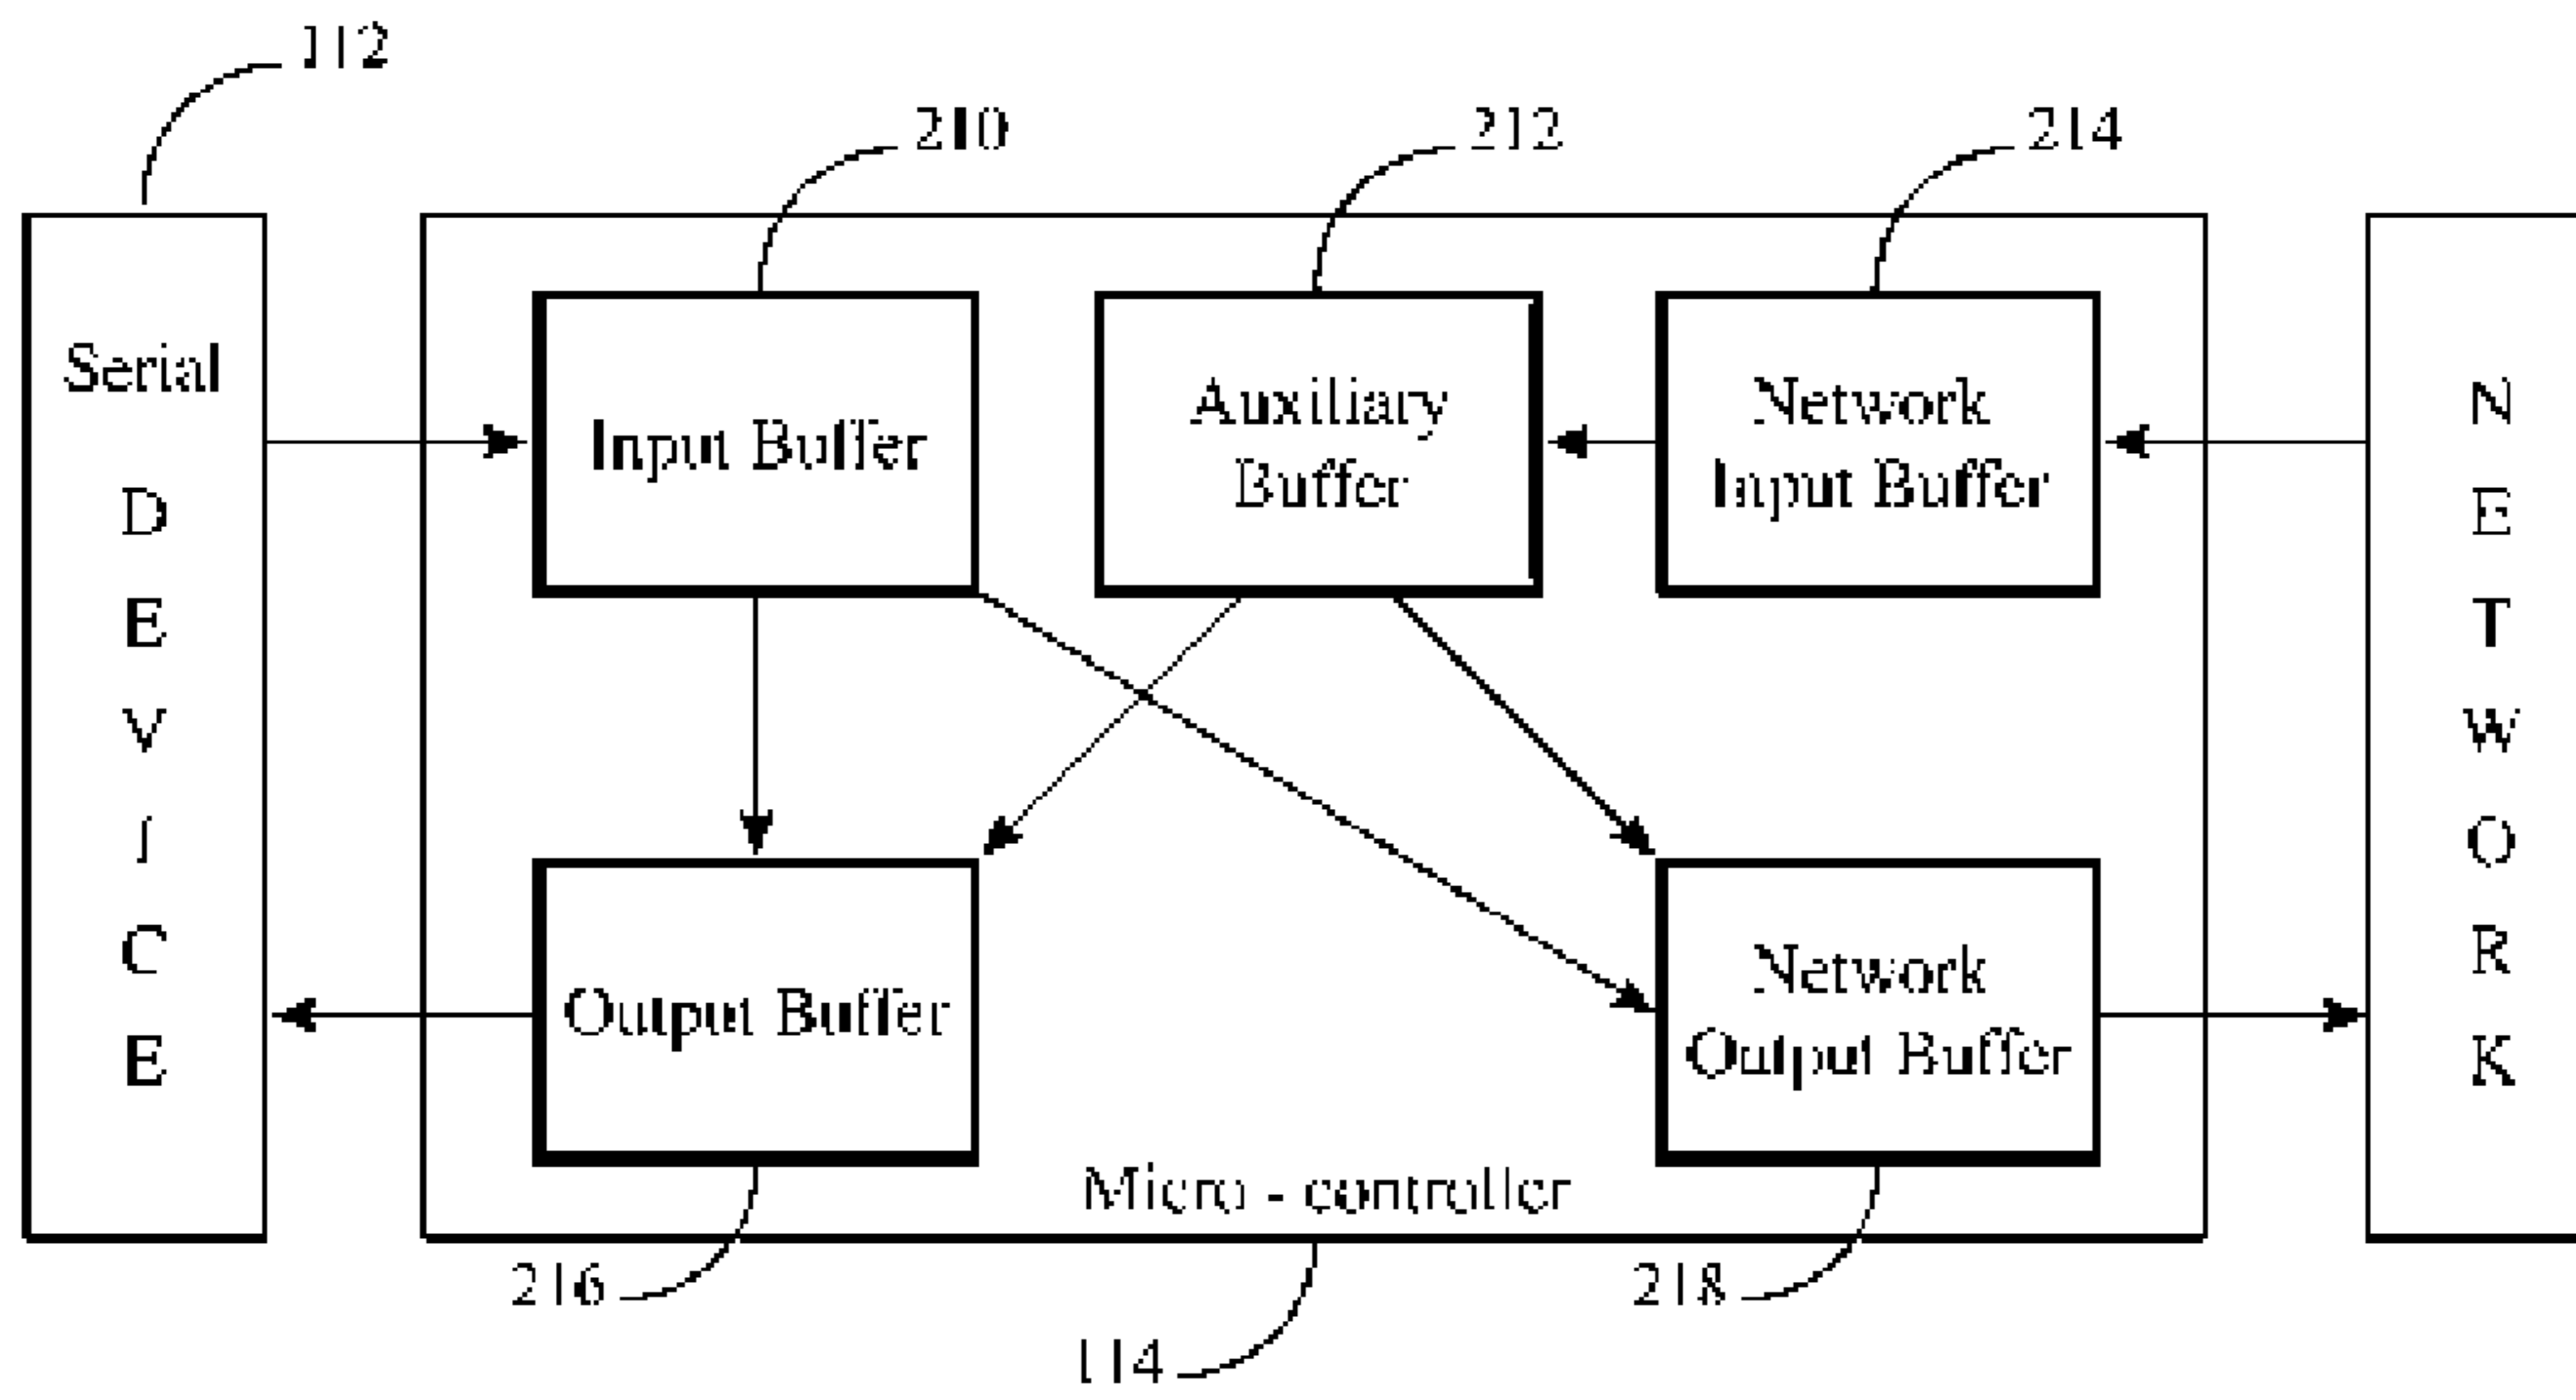 112
210
212
214
Serial
D
E
V
I
C
E
Input Buffer
Auxiliary
Buffer
Network
Input Buffer
N
E
T
W
O
R
K
Output Buffer
Network
Output Buffer
Micro - controller
216
218
114